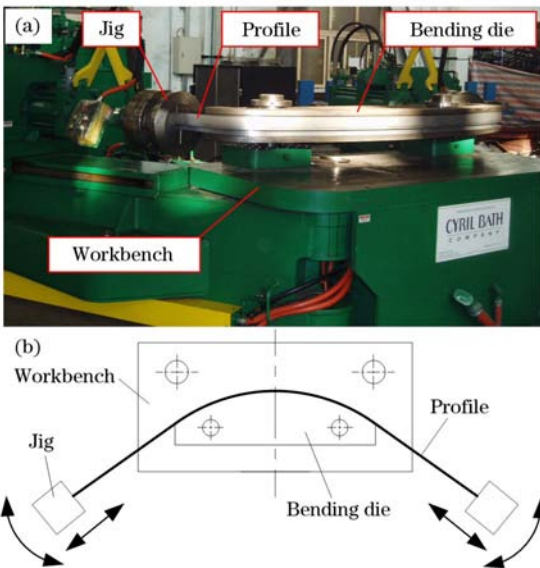 (a)
Jig
Profile
Bending die
Workbench
CYRIL BATH
COMPANY
(b)
Workbench
Profile
Jig
Bending die